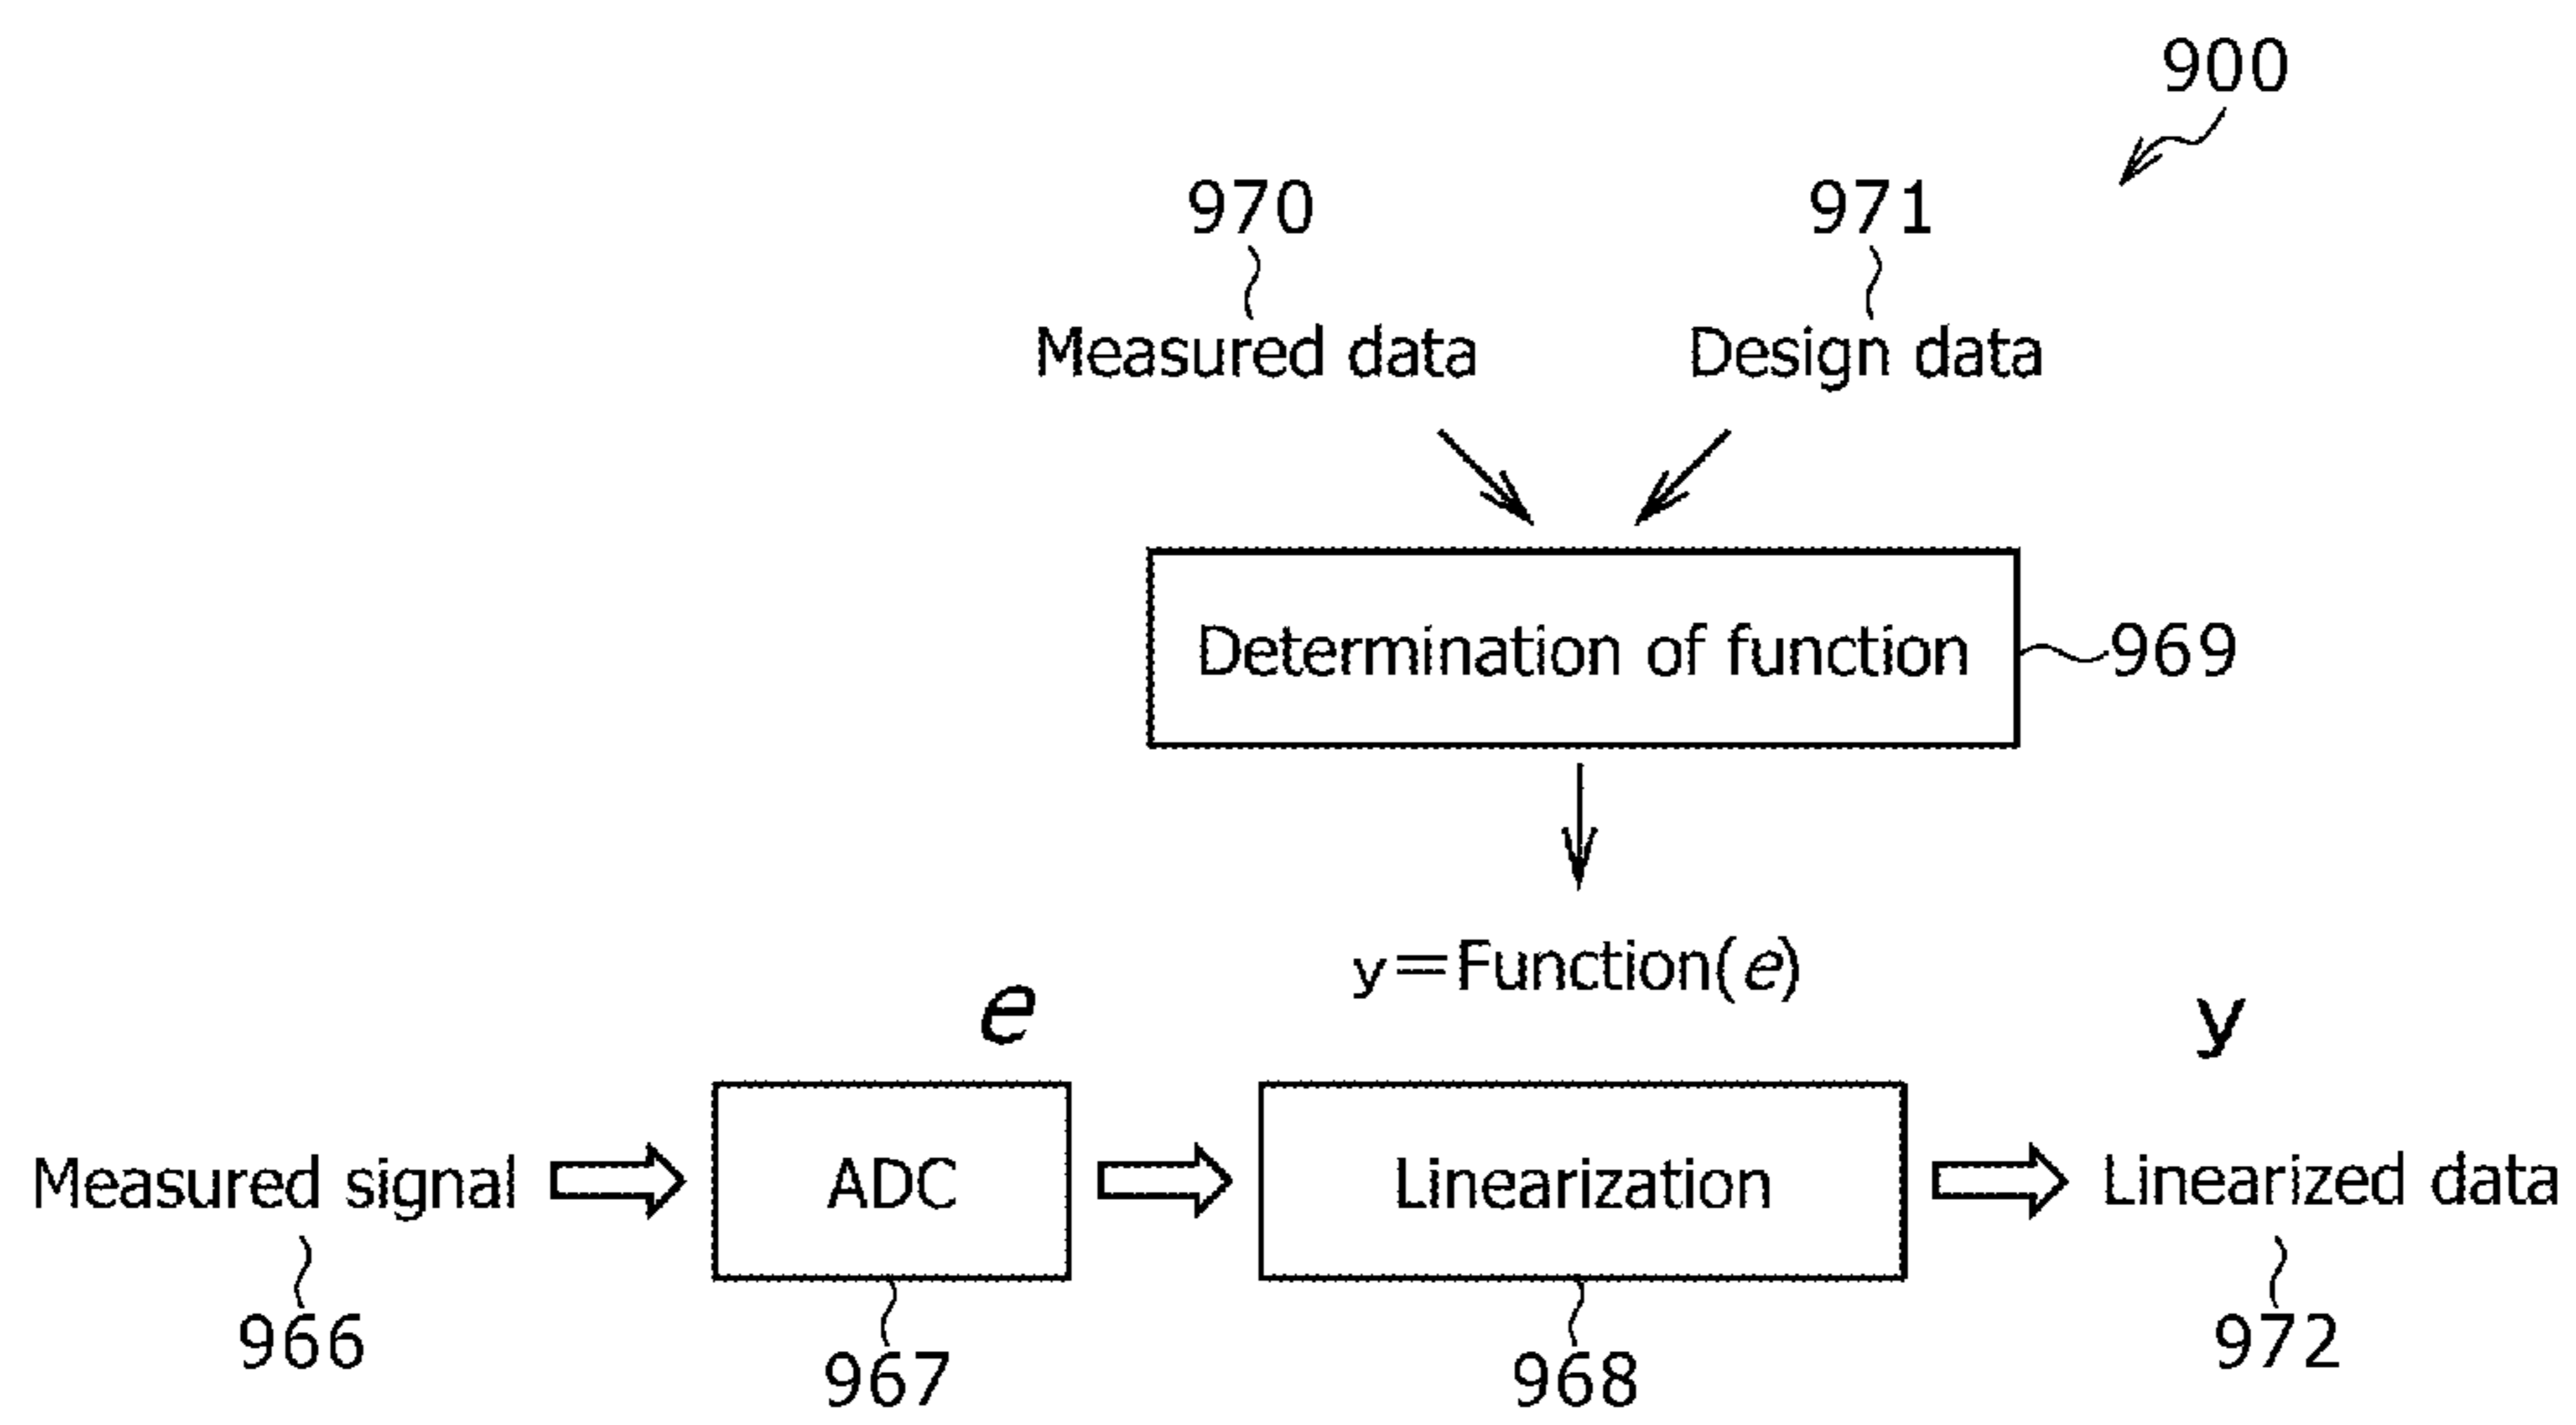 900
970 971
Measured data Design data
Determination of function 969
y=Function(e)
e y
Measured signal ADC Linearization Linearized data
966 967 968 972